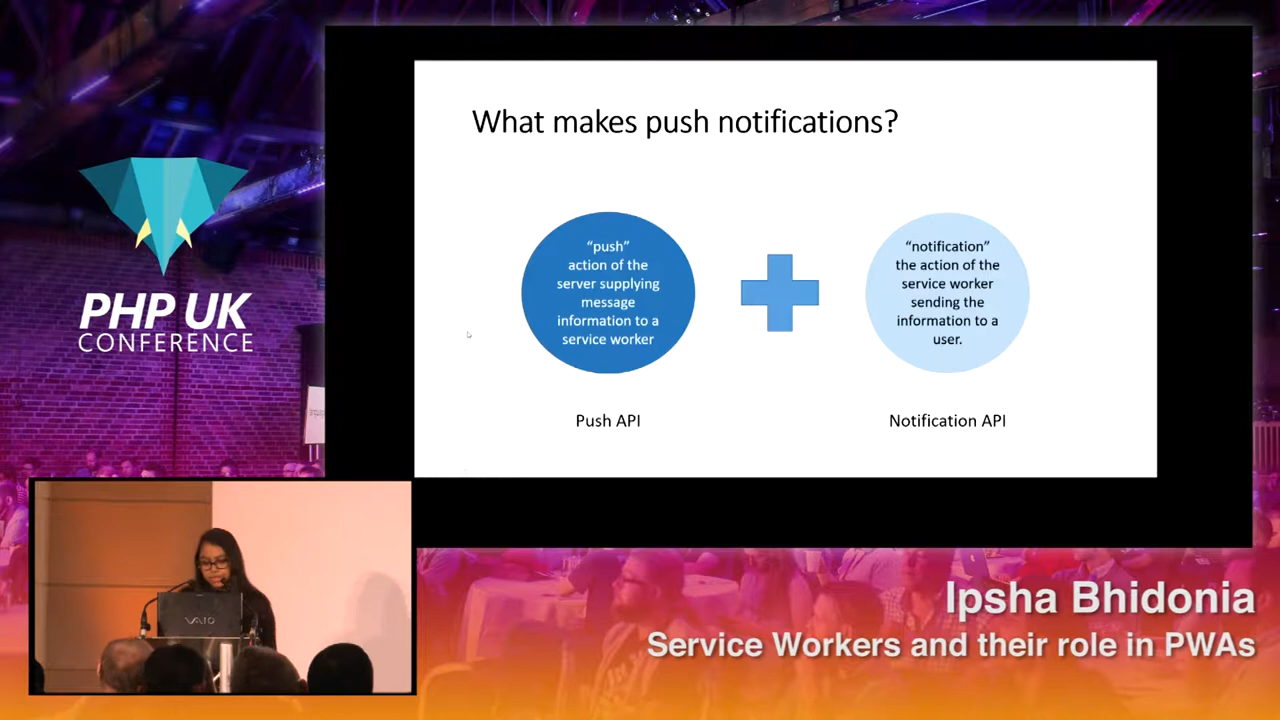 What makes push notifications?
“push”
action of the
server supplying
message
information to a
service worker
“notification”
the action of the
service worker
sending the
information to a
user.
Push API
Notification API
PHP UK
CONFERENCE
VAIO
Ipsha Bhidonia
Service Workers and their role in PWAs